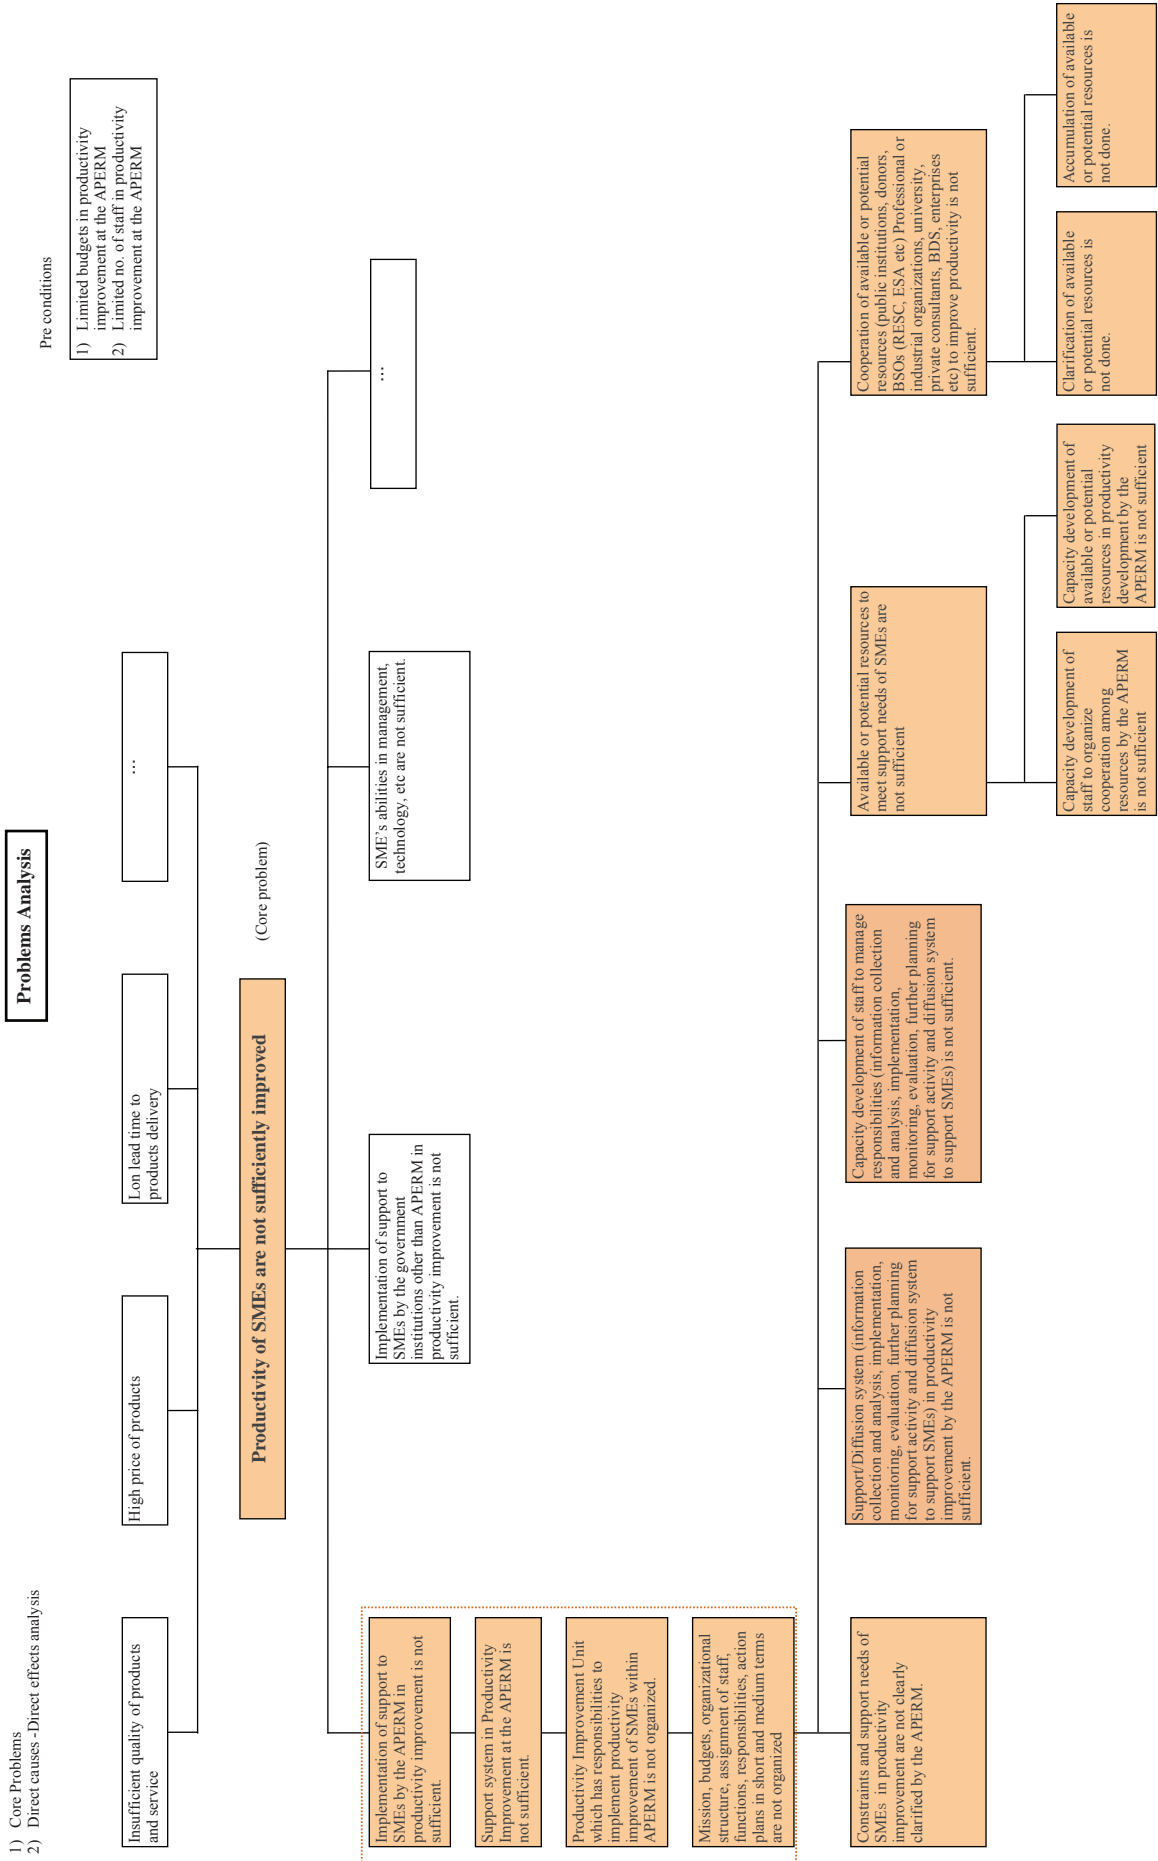 Problems Analysis
1) Core Problems
2) Direct causes -Direct effects analysis
Pre conditions
1) Limited budgets in productivity
improvement at the APERM
2) Limited no. of staff in productivity
improvement at the APERM
Insufficient quality of products
and service
High price of products
Lon lead time to
products delivery
…
Productivity of SMEs are not sufficiently improved
(Core problem)
Implementation of support to
SMEs by the APERM in
productivity improvement is not
sufficient.
Implementation of support to
SMEs by the government
institutions other than APERM in
productivity improvement is not
sufficient.
SME’s abilities in management,
technology, etc are not sufficient.
…
Support system in Productivity
Improvement at the APERM is
not sufficient.
Productivity Improvement Unit
which has responsibilities to
implement productivity
improvement of SMEs within
APERM is not organized.
Mission, budgets, organizational
structure, assignment of staff,
functions, responsibilities, action
plans in short and medium terms
are not organized
Constraints and support needs of
SMEs in productivity
improvement are not clearly
clarified by the APERM.
Support/Diffusion system (information
collection and analysis, implementation,
monitoring, evaluation, further planning
for support activity and diffusion system
to support SMEs) in productivity
improvement by the APERM is not
sufficient.
Capacity development of staff to manage
responsibilities (information collection
and analysis, implementation,
monitoring, evaluation, further planning
for support activity and diffusion system
to support SMEs) is not sufficient.
Available or potential resources to
meet support needs of SMEs are
not sufficient
Cooperation of available or potential
resources (public institutions, donors,
BSOs (RESC, ESA etc) Professional or
industrial organizations, university,
private consultants, BDS, enterprises
etc) to improve productivity is not
sufficient.
Capacity development of
staff to organize
cooperation among
resources by the APERM
is not sufficient
Capacity development of
available or potential
resources in productivity
development by the
APERM is not sufficient
Clarification of available
or potential resources is
not done.
Accumulation of available
or potential resources is
not done.